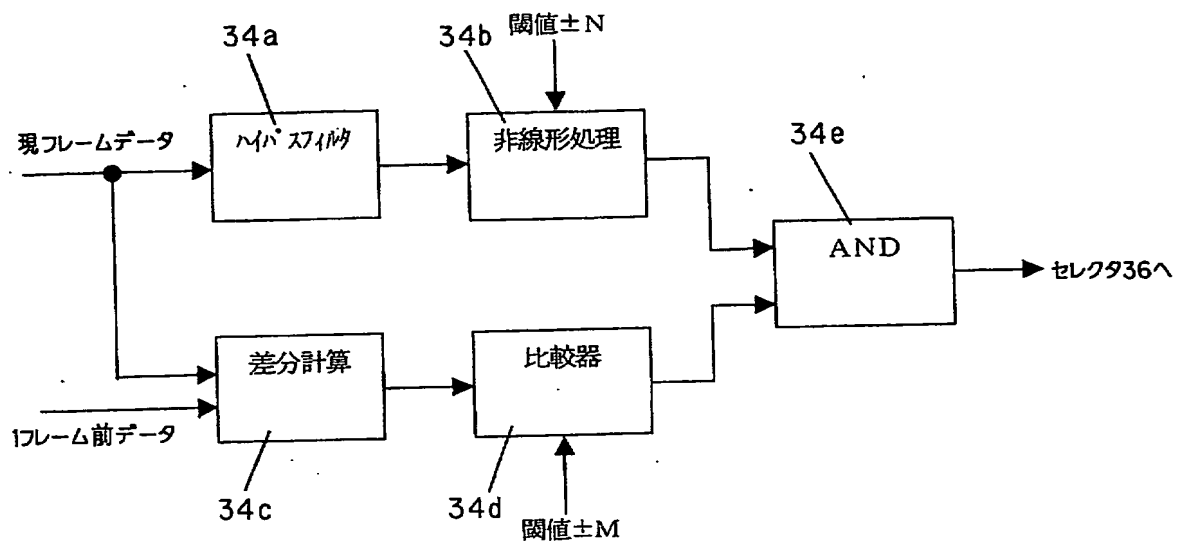 34a
34b
閾値±N
現フレームデータ
ハイパスフィルタ
非線形処理
34e
AND
セレクタ36へ
差分計算
比較器
1フレーム前データ
34c
34d
閾値±M